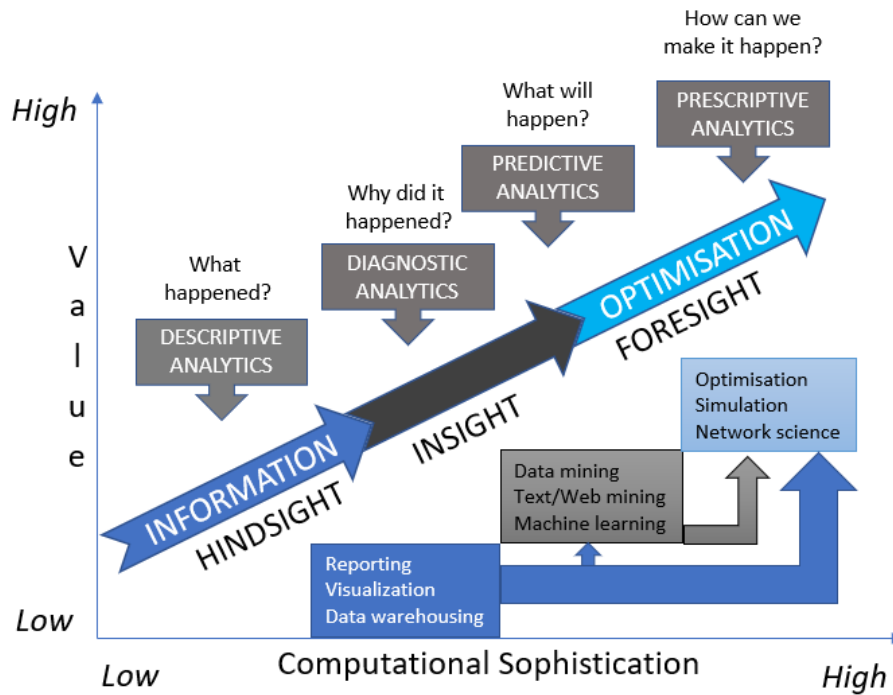 How can we
make it happen?
High
What will
happen?
PRESCRIPTIVE
ANALYTICS
PREDICTIVE
ANALYTICS
Why did it
happened?
What
happened?
DIAGNOSTIC
ANALYTICS
DESCRIPTIVE
ANALYTICS
Value
OPTIMISATION
FORESIGHT
INSIGHT
INFORMATION
HINDSIGHT
Optimisation
Simulation
Network science
Data mining
Text/Web mining
Machine learning
Reporting
Visualization
Data warehousing
Low
Low
Computational Sophistication
High